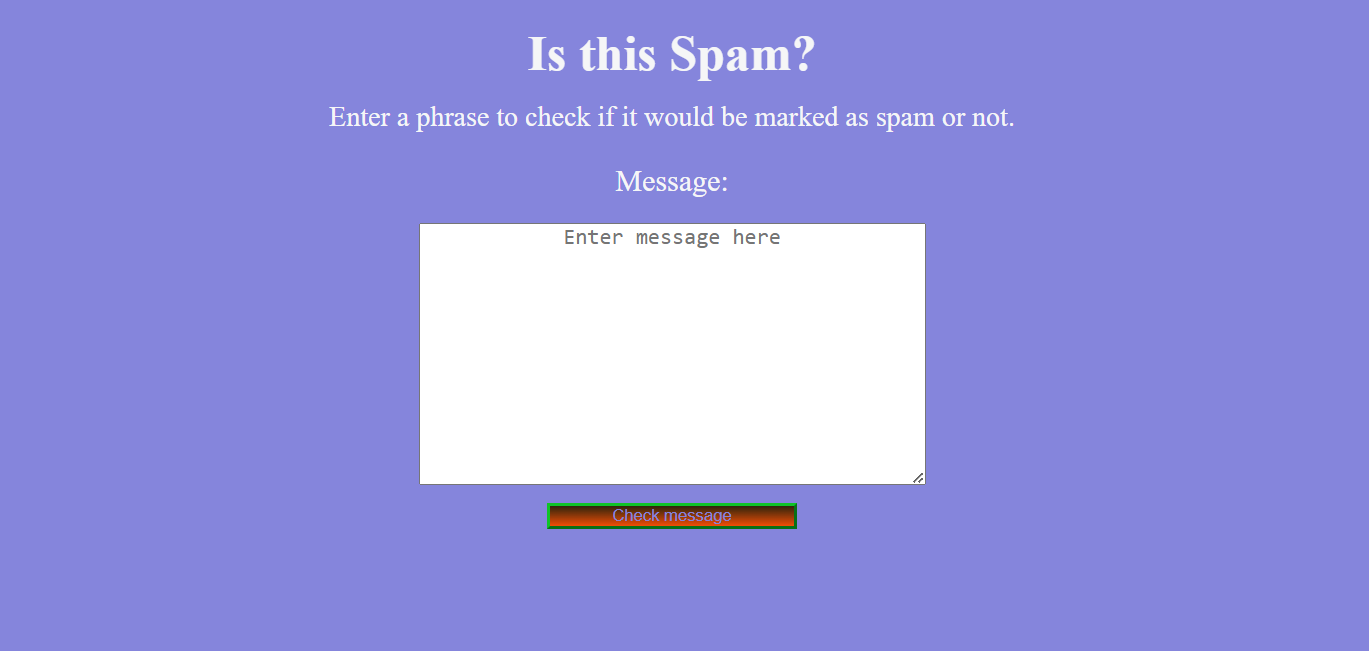 Is this Spam?
Enter a phrase to check if it would be marked as spam or not.
Message:
Enter message here
Check message